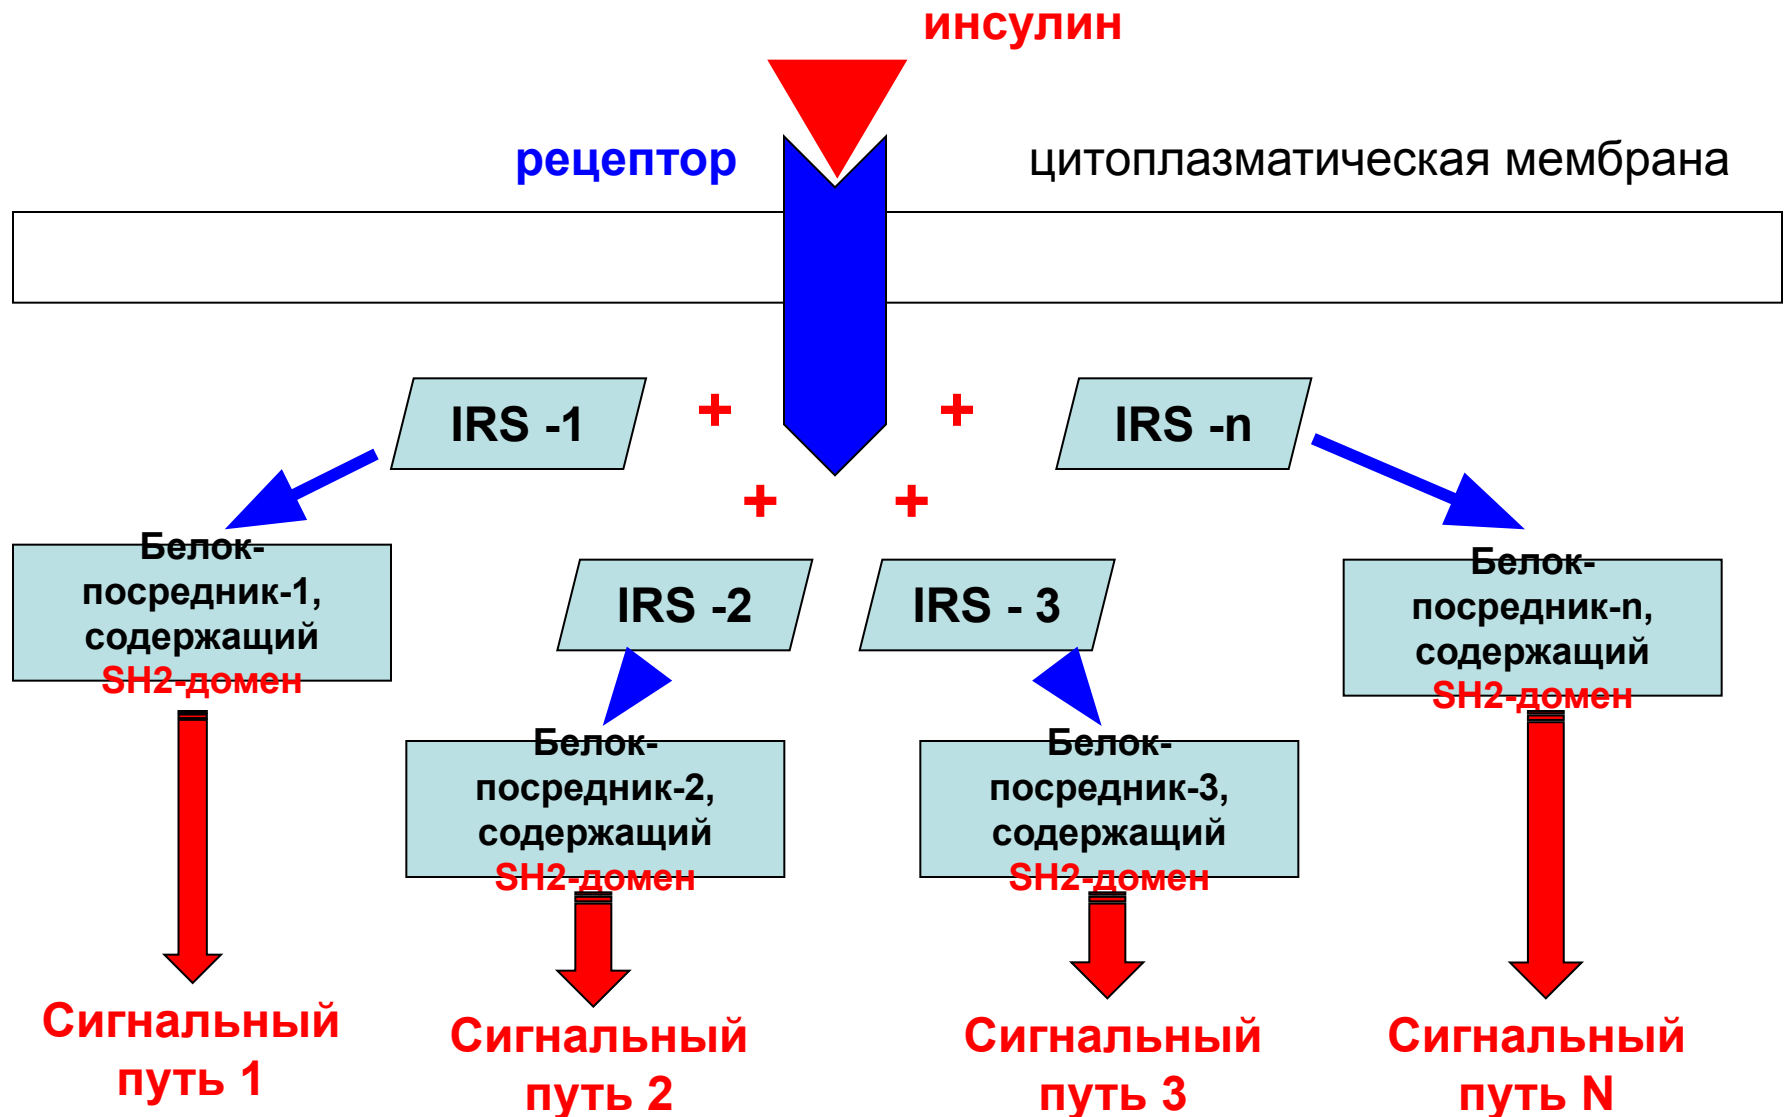 инсулин
рецептор
цитоплазматическая мембрана
IRS -1
+
+
IRS -n
+
+
Белок-
посредник-1,
содержащий
SH2-домен
IRS -2
IRS - 3
Белок-
посредник-n,
содержащий
SH2-домен
Белок-
посредник-2,
содержащий
SH2-домен
Белок-
посредник-3,
содержащий
SH2-домен
Сигнальный
путь 1
Сигнальный
путь 2
Сигнальный
путь 3
Сигнальный
путь N